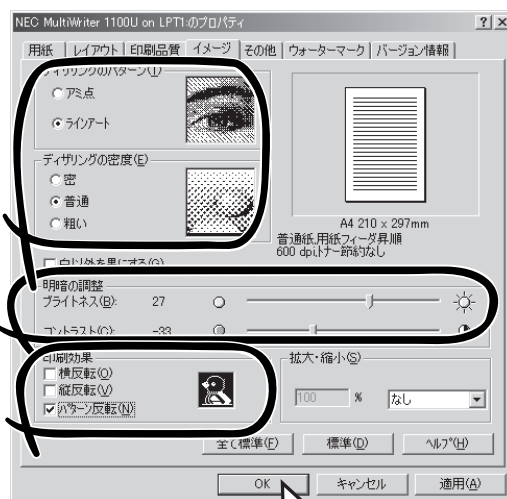 NEC MultiWriter 1100U on LPT1:のプロパティ
用紙 レイアウト 印刷品質 イメージ その他 ウォーターマーク バージョン情報
ディザリングのパターン(T)
アミ点
ラインアート
ディザリングの密度(E)
密
普通
粗い
白以外を黒にする(G)
A4 210 x 297mm
普通紙,用紙フィーダ昇順
600 dpi,トナー節約なし
明暗の調整
ブライトネス(B): 27
コントラスト(C): -33
印刷効果
横反転(O)
縦反転(V)
パターン反転(N)
拡大・縮小(S)
100 % なし
全て標準(F) 標準(D) ヘルプ(H)
OK キャンセル 適用(A)